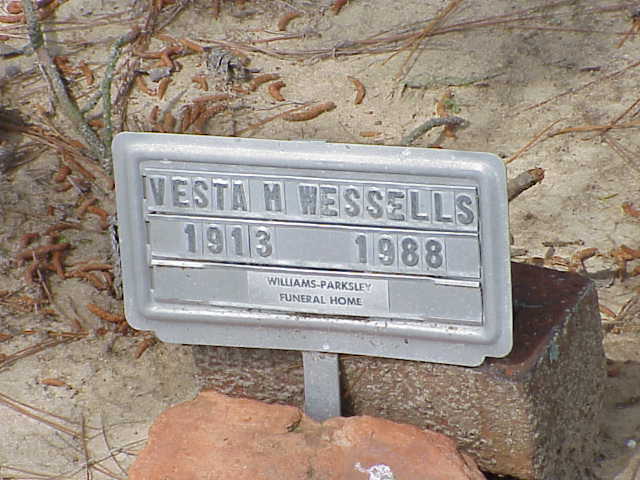 VESTA M WESSELLS
1913 1988
WILLIAMS-PARKSLEY
FUNERAL HOME